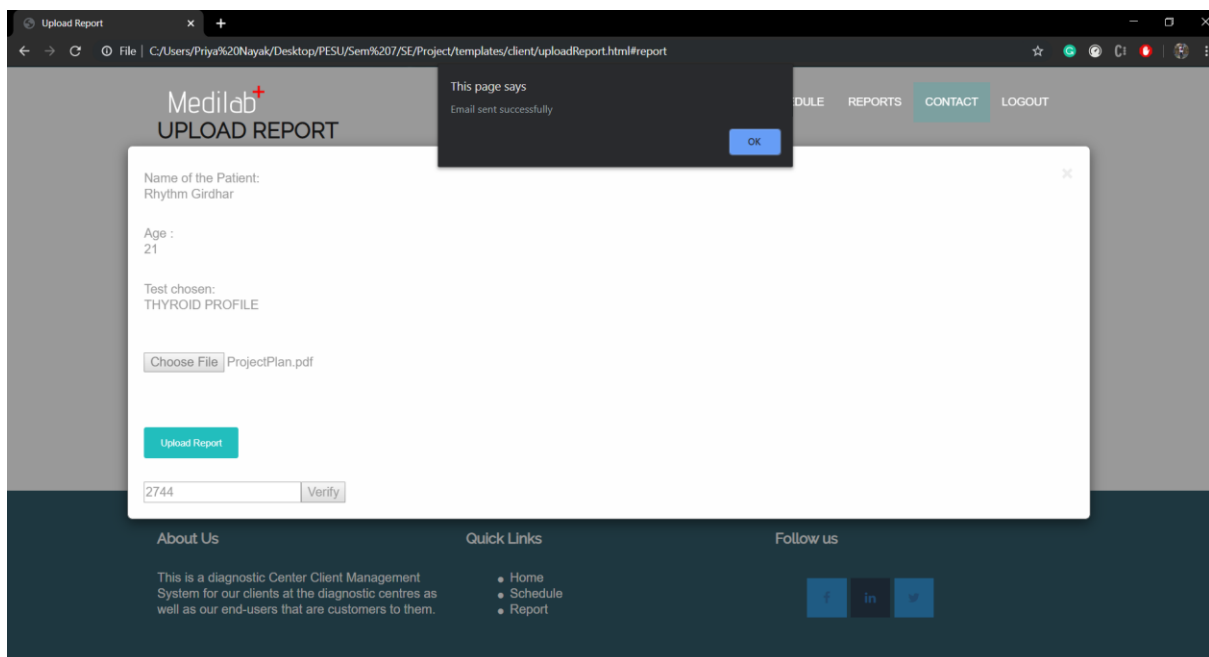 Upload Report
File | C:/Users/Priya%20Nayak/Desktop/PESU/Sem%207/SE/Project/templates/client/uploadReport.html#report
This page says
Email sent successfully
OK
Medilab+
UPLOAD REPORT
DULE REPORTS CONTACT LOGOUT
Name of the Patient:
Rhythm Girdhar
Age :
21
Test chosen:
THYROID PROFILE
Choose File ProjectPlan.pdf
Upload Report
2744 Verify
About Us
This is a diagnostic Center Client Management
System for our clients at the diagnostic centres as
well as our end-users that are customers to them.
Quick Links
Home
Schedule
Report
Follow us
f in